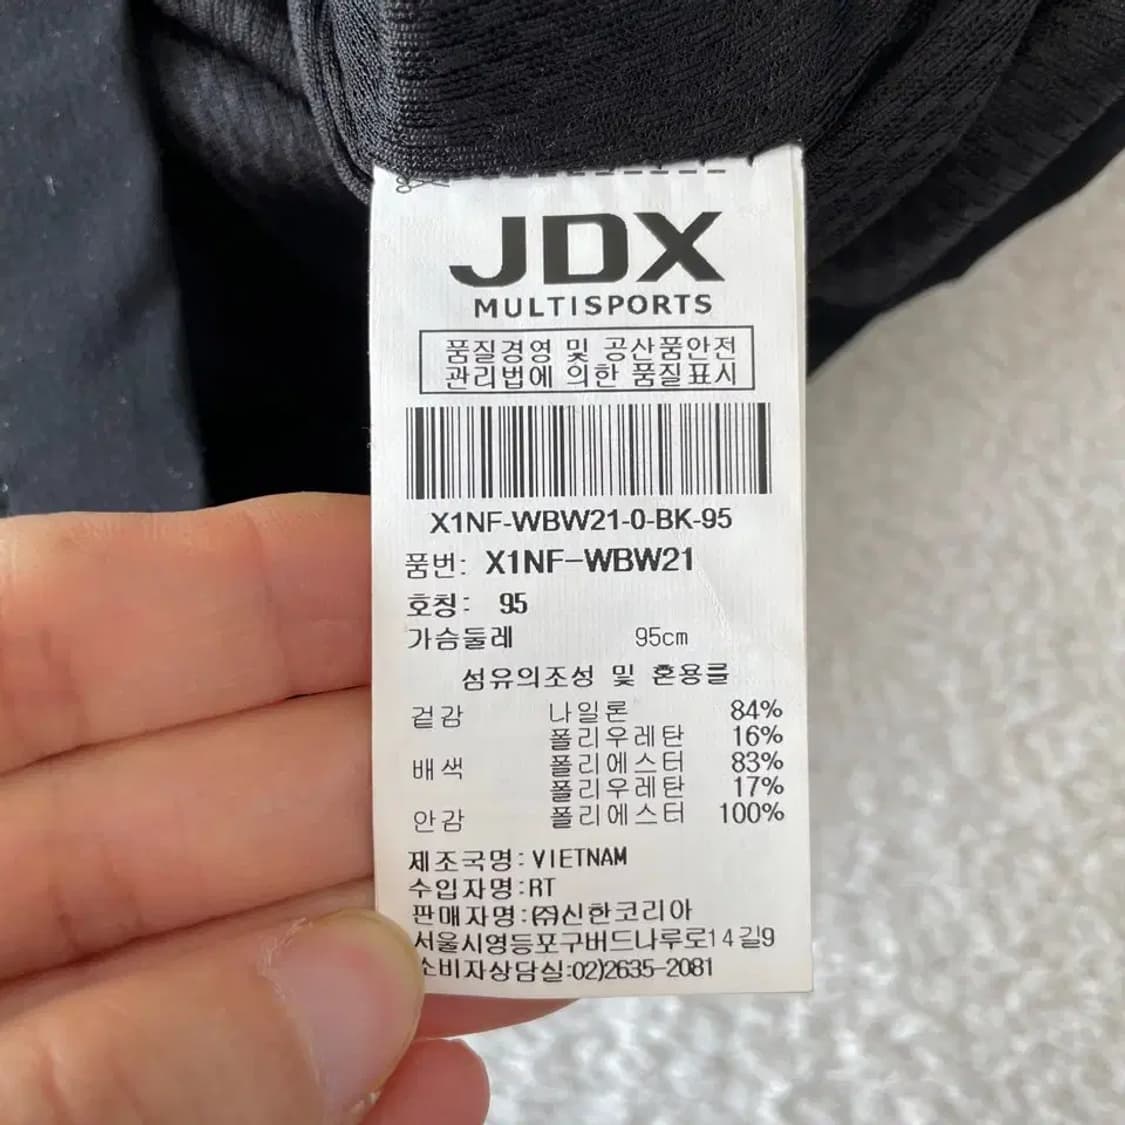 JDX
MULTISPORTS
품질경영 및 공산품안전
관리법에 의한 품질표시
X1NF-WBW21-0-BK-95
품번: X1NF-WBW21
호칭: 95
가슴둘레 95cm
섬유의조성 및 혼용률
겉감 나일론 84%
폴리우레탄 16%
배색 폴리에스터 83%
폴리우레탄 17%
안감 폴리에스터 100%
제조국명:VIETNAM
수입자명:RT
판매자명:㈜신한코리아
서울시영등포구버드나루로14길9
소비자상담실:02)2635-2081